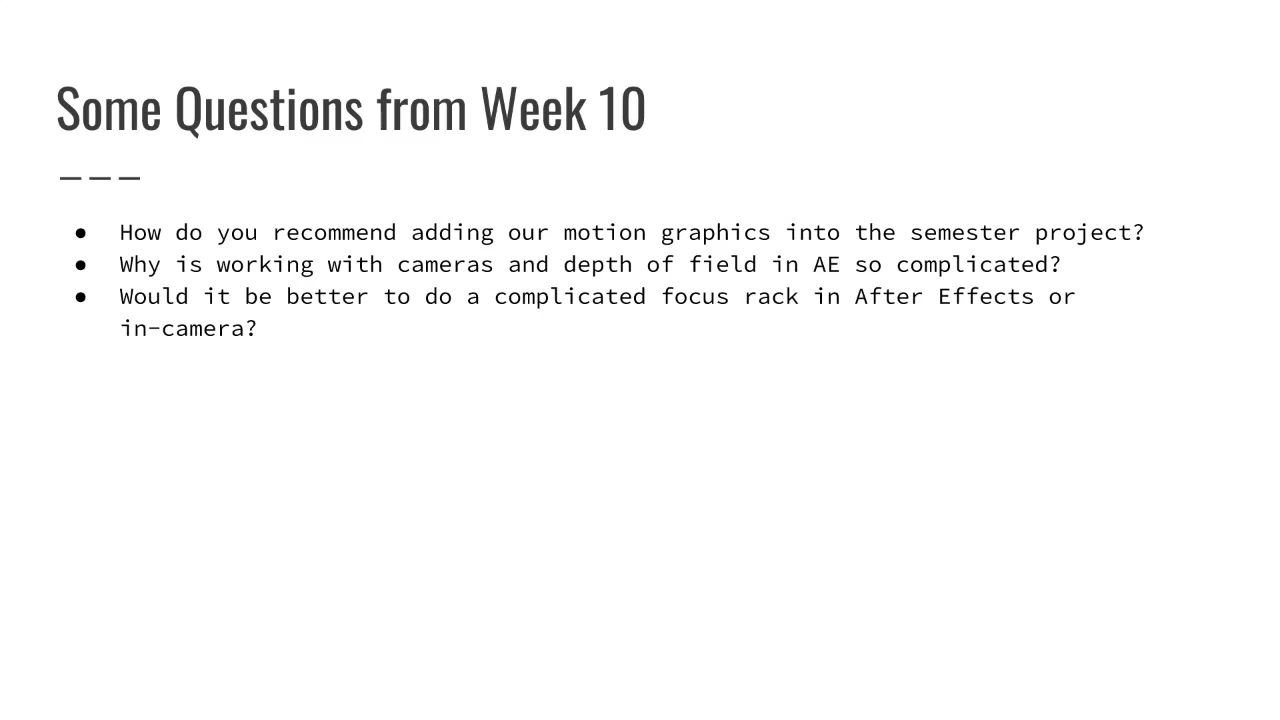 Some Questions from Week 10
● How do you recommend adding our motion graphics into the semester project?
● Why is working with cameras and depth of field in AE so complicated?
● Would it be better to do a complicated focus rack in After Effects or
in-camera?